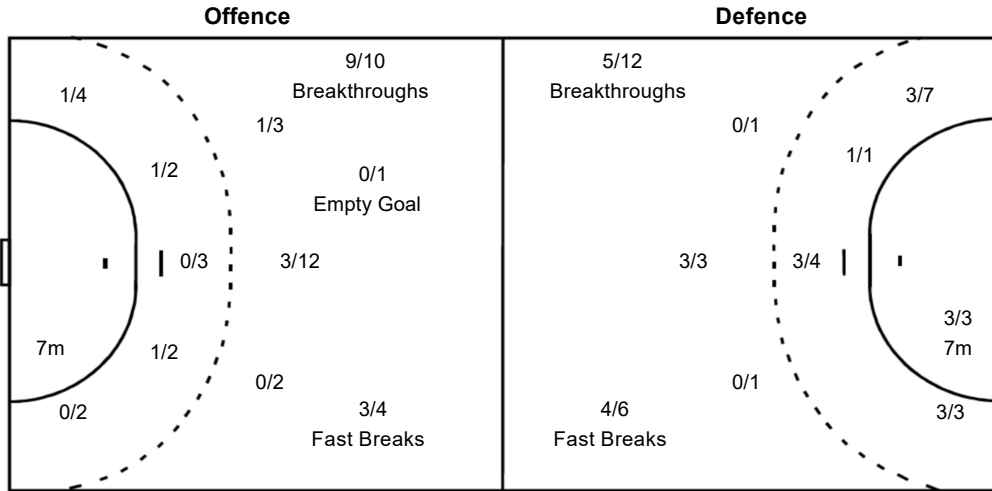 Offence
Defence
9/10
Breakthroughs
5/12
Breakthroughs
1/4
3/7
1/3
0/1
1/2
1/1
0/1
Empty Goal
0/3
3/12
3/3
3/4
3/3
7m
7m
1/2
0/2
0/1
0/2
3/4
Fast Breaks
4/6
Fast Breaks
3/3